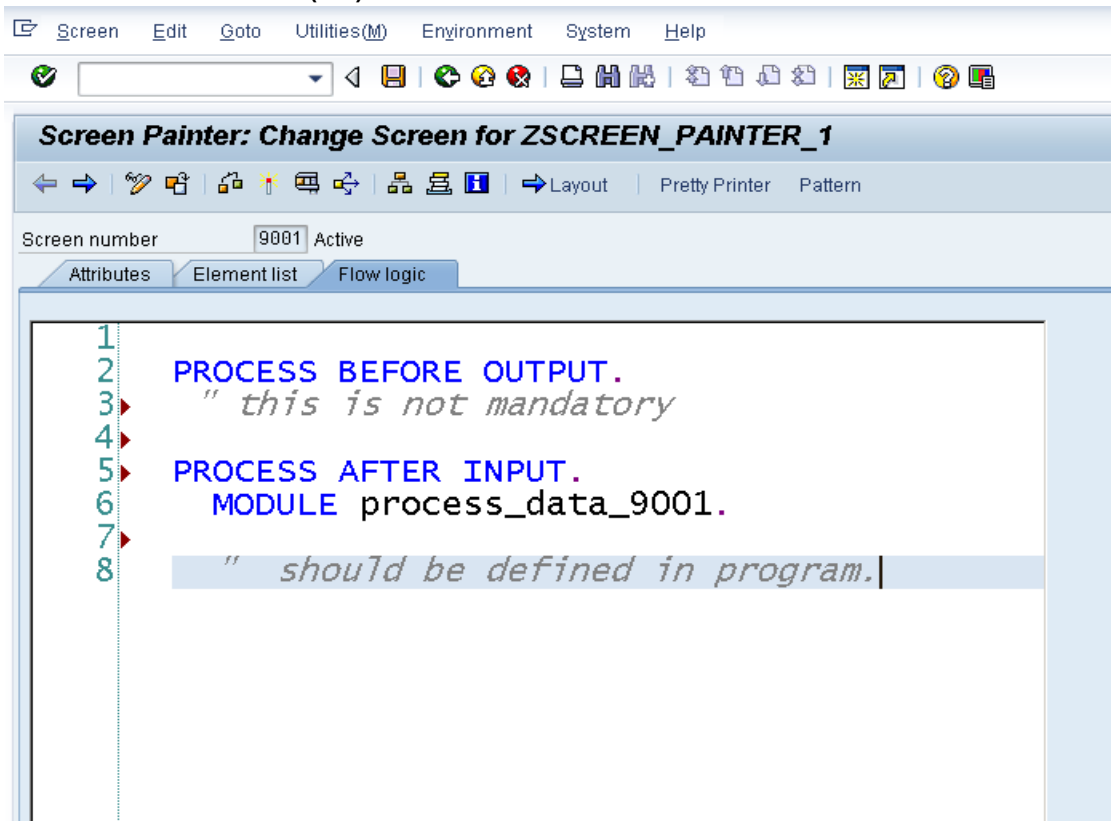 Screen Edit Goto Utilities(M) Environment System Help
Screen Painter: Change Screen for ZSCREEN_PAINTER_1
Layout Pretty Printer Pattern
Screen number 9001 Active
Attributes Element list Flow logic
1
2 PROCESS BEFORE OUTPUT.
3 " this is not mandatory
4
5 PROCESS AFTER INPUT.
6 MODULE process_data_9001.
7
8 " should be defined in program.